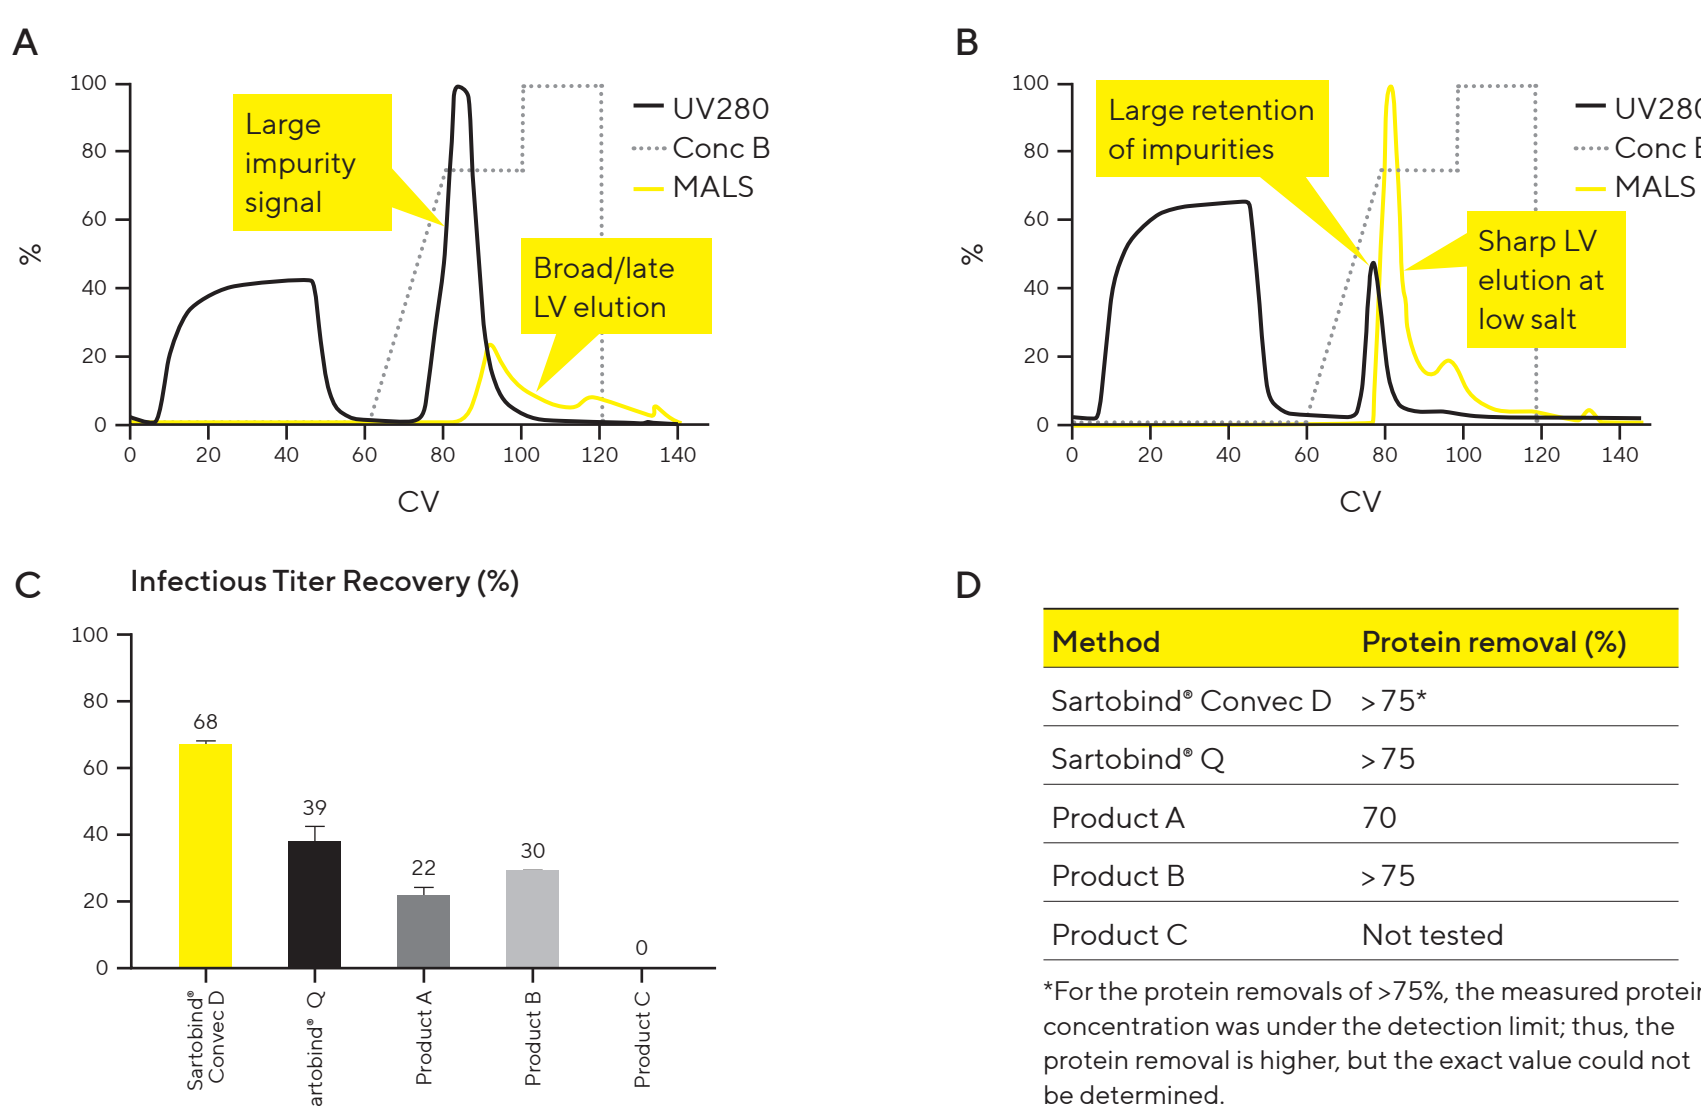 A
100
80
60
40
20
0
%
0 20 40 60 80 100 120 140
CV
Large
impurity
signal
Broad/late
LV elution
UV280
Conc B
MALS
B
100
80
60
40
20
0
%
0 20 40 60 80 100 120 140
CV
Large retention
of impurities
Sharp LV
elution at
low salt
UV280
Conc B
MALS
C
Infectious Titer Recovery (%)
100
80
60
40
20
0
68
39
22
30
0
Sartobind®
Convec D
artobind® Q
Product A
Product B
Product C
D
Method Protein removal (%)
Sartobind® Convec D >75*
Sartobind® Q >75
Product A 70
Product B >75
Product C Not tested
*For the protein removals of >75%, the measured protein
concentration was under the detection limit; thus, the
protein removal is higher, but the exact value could not
be determined.